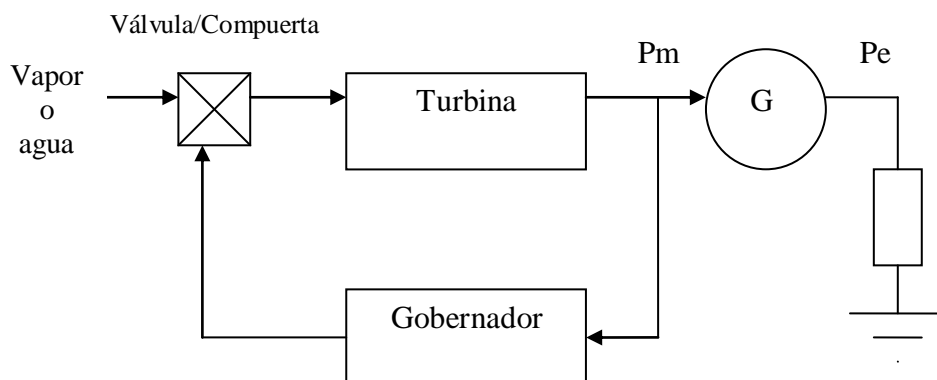 Válvula/Compuerta
Vapor
o
agua
Turbina
Pm
G
Pe
Gobernador